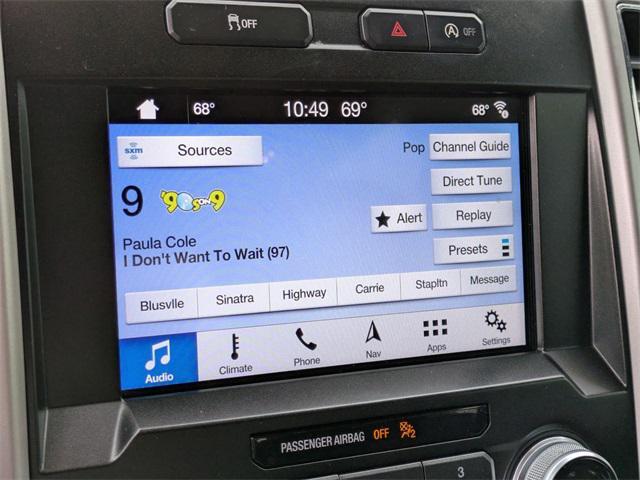 OFF
A OFF
68° 10:49 69° 68°
sxm Sources
Pop Channel Guide
Direct Tune
9 '90s on 9
Alert Replay
Paula Cole
I Don't Want To Wait (97)
Presets
Blusvlle Sinatra Highway Carrie Stapltn Message
Audio Climate Phone Nav Apps Settings
PASSENGER AIRBAG OFF 2
3